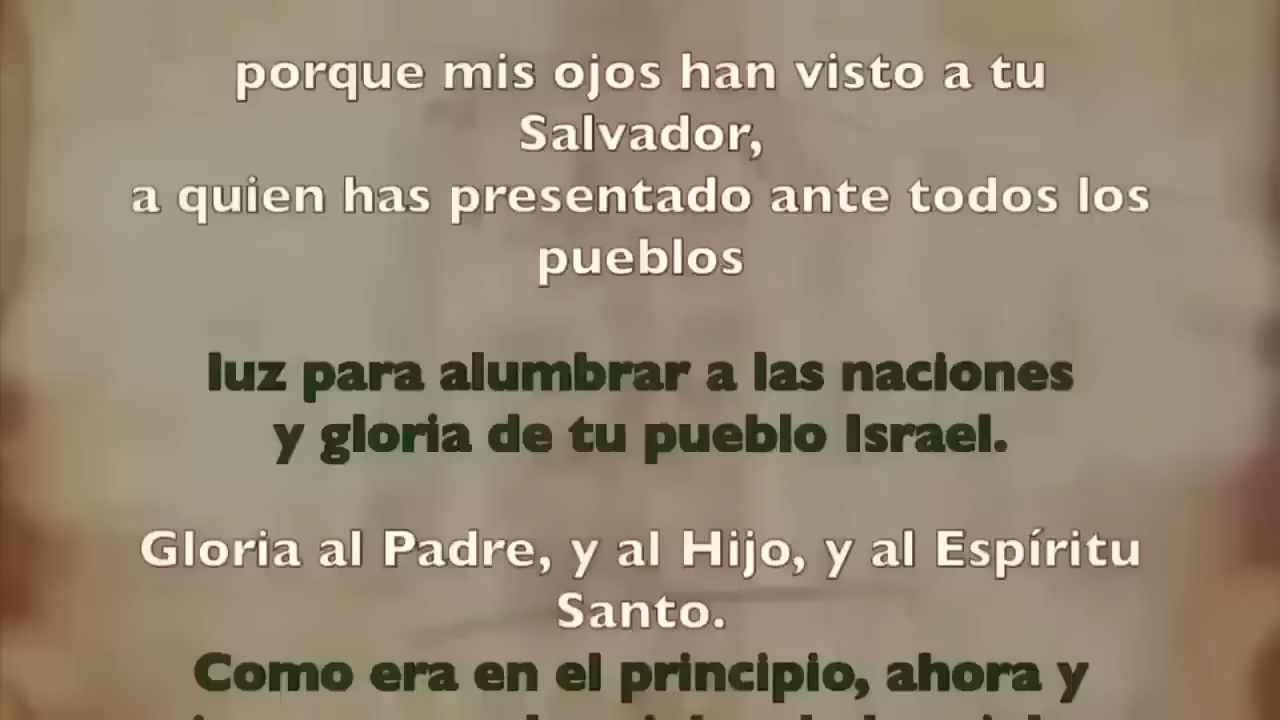 porque mis ojos han visto a tu
Salvador,
a quien has presentado ante todos los
pueblos
luz para alumbrar a las naciones
y gloria de tu pueblo Israel.
Gloria al Padre, y al Hijo, y al Espíritu
Santo.
Como era en el principio, ahora y